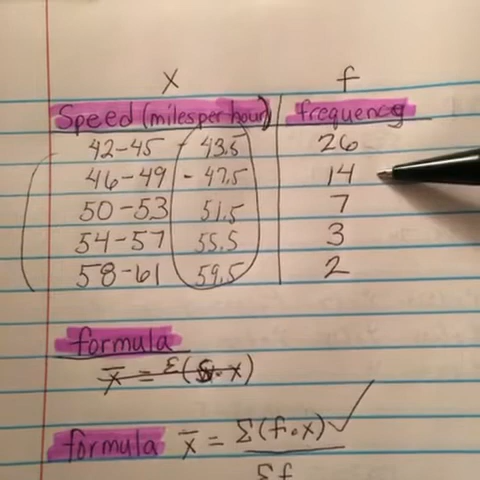 x f
Speed (miles per hour) frequency
42-45 - 43.5 26
46-49 - 47.5 14
50-53 51.5 7
54-57 55.5 3
58-61 59.5 2
formula
x̄ = Σ( · x)
formula x̄ = Σ(f·x) ✓
Σf